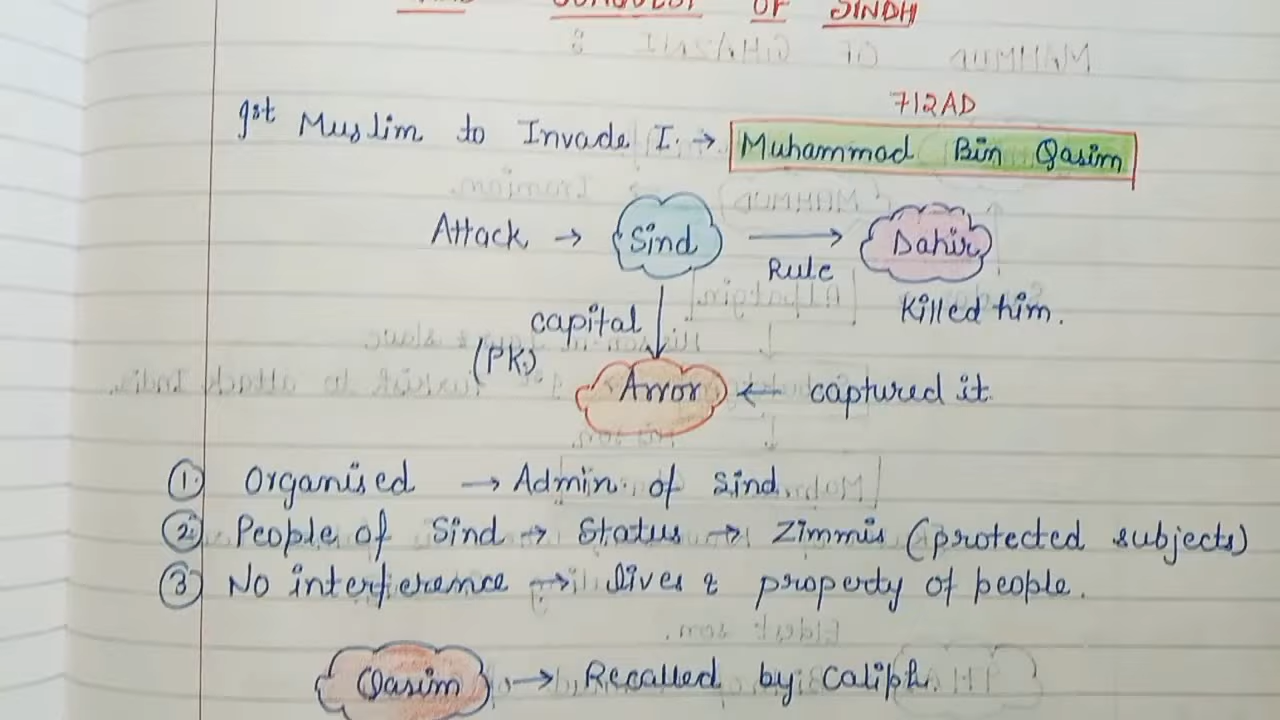 CONQUEST OF SINDH
712AD
1st Muslim to Invade I. → Muhammad Bin Qasim
Attack → Sind → Dahir
Rule
Killed him.
capital
(PK)
Arror ← captured it
① Organised → Admin. of Sind.
② People of Sind → Status → Zimmis (protected subjects)
③ No interference → lives & property of people.
Qasim → Recalled by Caliph.